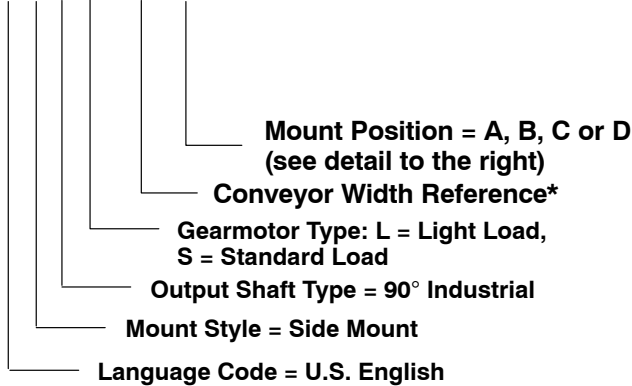 Mount Position = A, B, C or D
(see detail to the right)
Conveyor Width Reference*
Gearmotor Type: L = Light Load,
S = Standard Load
Output Shaft Type = 90° Industrial
Mount Style = Side Mount
Language Code = U.S. English